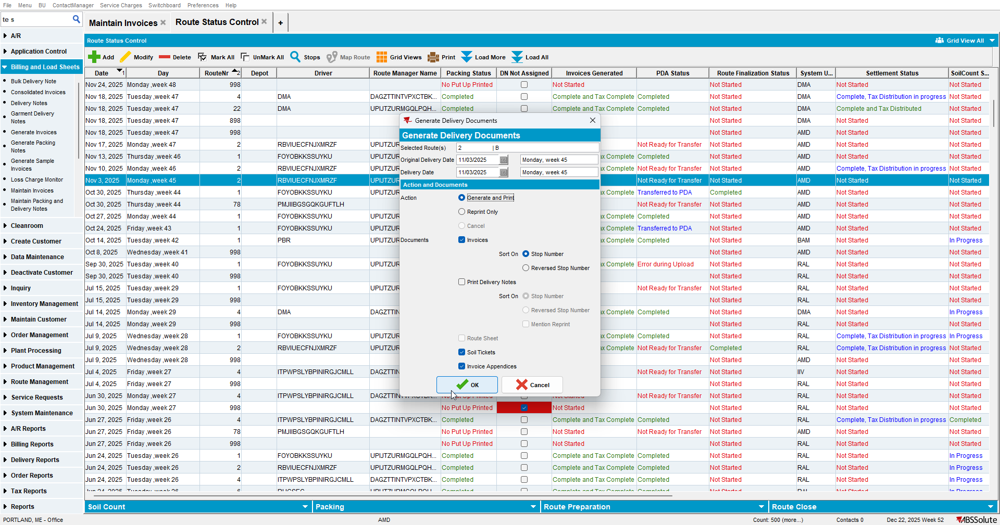 File Menu BU ContactManager Service Charges Switchboard Preferences Help
te s
Maintain Invoices
Route Status Control
+
Route Status Control
Grid View All
Add Modify Delete Mark All UnMark All Stops Map Route Grid Views Print Load More Load All
A/R
Application Control
Billing and Load Sheets
Bulk Delivery Note
Consolidated Invoices
Delivery Notes
Garment Delivery
Notes
Generate Invoices
Generate Packing
Notes
Generate Sample
Invoices
Loss Charge Monitor
Maintain Invoices
Maintain Packing and
Delivery Notes
Cleanroom
Create Customer
Data Maintenance
Deactivate Customer
Inquiry
Inventory Management
Maintain Customer
Order Management
Plant Processing
Product Management
Route Management
Service Requests
System Maintenance
A/R Reports
Billing Reports
Delivery Reports
Order Reports
Tax Reports
Reports
Date 1 Day RouteNr 2 Depot Driver Route Manager Name Packing Status DN Not Assigned Invoices Generated PDA Status Route Finalization Status System U... Settlement Status SoilCount S...
Nov 24, 2025 Monday ,week 48 998 No Put Up Printed Not Started Not Started DMA Not Started Not Started
Nov 18, 2025 Tuesday ,week 47 4 DMA DAGZTTINTVPXCTBK... Completed Complete and Tax Complete Completed Not Started DMA Complete, Tax Distribution in progress Not Started
Nov 18, 2025 Tuesday ,week 47 22 DMA UPIJTZURMGQLPQH... Completed Complete and Tax Complete Completed Not Started DMA Complete and Tax Distributed Not Started
Nov 18, 2025 Tuesday ,week 47 898 Not Started DMA Not Started Not Started
Nov 18, 2025 Tuesday ,week 47 998 Not Started AMD Not Started Not Started
Nov 17, 2025 Monday ,week 47 2 RBVIUECFNJXMRZF UPIJTZUR Not Ready for Transfer Not Started AMD Not Started Not Started
Nov 13, 2025 Thursday ,week 46 1 FOYOBKKSSUYKU UPIJTZUR ax Complete Completed Not Started AMD Not Started Not Started
Nov 10, 2025 Monday ,week 46 2 RBVIUECFNJXMRZF UPIJTZUR ax Complete Not Ready for Transfer Not Started AMD Complete, Tax Distribution in progress Not Started
Nov 3, 2025 Monday ,week 45 2 RBVIUECFNJXMRZF UPIJTZUR Not Ready for Transfer Not Started AMD Not Started Not Started
Oct 30, 2025 Thursday ,week 44 1 FOYOBKKSSUYKU UPIJTZUR ax Complete Transferred to PDA Completed AMD Not Started Not Started
Oct 30, 2025 Thursday ,week 44 78 PMJIIBGSGQKGUFTLH Not Ready for Transfer Not Started AMD Not Started Not Started
Oct 27, 2025 Monday ,week 44 1 FOYOBKKSSUYKU UPIJTZUR ax Complete Completed Not Started AMD Not Started Not Started
Oct 24, 2025 Friday ,week 43 1 FOYOBKKSSUYKU UPIJTZUR ax Complete Transferred to PDA Not Started AMD Not Started Not Started
Oct 14, 2025 Tuesday ,week 42 1 PBR UPIJTZUR ax Complete Completed Not Started BAM Not Started In Progress
Oct 8, 2025 Wednesday ,week 41 998 Not Started AMD Not Started Not Started
Sep 30, 2025 Tuesday ,week 40 1 FOYOBKKSSUYKU UPIJTZUR ax Complete Error during Upload Not Started RAL Not Started Not Started
Sep 30, 2025 Tuesday ,week 40 998 Not Started RAL Not Started Not Started
Jul 15, 2025 Tuesday ,week 29 1 FOYOBKKSSUYKU UPIJTZUR Not Ready for Transfer Not Started RAL Not Started Not Started
Jul 15, 2025 Tuesday ,week 29 998 Not Started RAL Not Started Not Started
Jul 14, 2025 Monday ,week 29 4 DMA DAGZTTIN ax Complete Completed Not Started DMA Not Started In Progress
Jul 14, 2025 Monday ,week 29 998 Not Started RAL Not Started Not Started
Jul 9, 2025 Wednesday ,week 28 1 FOYOBKKSSUYKU UPIJTZUR ax Complete Completed Not Started RAL Complete, Tax Distribution in progress In Progress
Jul 9, 2025 Wednesday ,week 28 2 RBVIUECFNJXMRZF UPIJTZUR ax Complete Not Ready for Transfer Completed RAL Complete, Tax Distribution in progress Not Started
Jul 9, 2025 Wednesday ,week 28 998 Not Started AMD Not Started Not Started
Jul 4, 2025 Friday ,week 27 4 ITPWPSLYBPINIRGJCMLL DAGZTTIN Not Ready for Transfer Not Started IIV Not Started Not Started
Jul 4, 2025 Friday ,week 27 998 Not Started RAL Not Started Not Started
Jun 30, 2025 Monday ,week 27 4 ITPWPSLYBPINIRGJCMLL DAGZTTINTVPXCTBK... No Put Up Printed Not Started Not Ready for Transfer Not Started RAL Not Started Not Started
Jun 30, 2025 Monday ,week 27 998 No Put Up Printed Not Started Not Started RAL Not Started Not Started
Jun 27, 2025 Friday ,week 26 4 ITPWPSLYBPINIRGJCMLL DAGZTTINTVPXCTBK... Completed Complete and Tax Complete Completed Not Started RAL Complete, Tax Distribution in progress Completed
Jun 27, 2025 Friday ,week 26 78 PMJIIBGSGQKGUFTLH No Put Up Printed Not Started Not Ready for Transfer Not Started AMD Not Started Not Started
Jun 27, 2025 Friday ,week 26 998 No Put Up Printed Not Started Not Started RAL Not Started Not Started
Jun 24, 2025 Tuesday ,week 26 1 FOYOBKKSSUYKU UPIJTZURMGQLPQH... Completed Complete and Tax Complete Completed Not Started RAL Not Started In Progress
Jun 24, 2025 Tuesday ,week 26 2 RBVIUECFNJXMRZF UPIJTZURMGQLPQH... Completed Complete and Tax Complete Completed Not Started RAL Not Started In Progress
Jun 24, 2025 Tuesday ,week 26 4 ITPWPSLYBPINIRGJCMLL DAGZTTINTVPXCTBK... Completed Complete and Tax Complete Completed Not Started RAL Not Started In Progress
Generate Delivery Documents
Generate Delivery Documents
Selected Route(s) 2 | B
Original Delivery Date 11/03/2025 Monday, week 45
Delivery Date 11/03/2025 Monday, week 45
Action and Documents
Action Generate and Print
Reprint Only
Cancel
Documents Invoices
Sort On Stop Number
Reversed Stop Number
Print Delivery Notes
Sort On Stop Number
Reversed Stop Number
Mention Reprint
Route Sheet
Soil Tickets
Invoice Appendices
OK Cancel
Soil Count Packing Route Preparation Route Close
PORTLAND, ME - Office AMD Count: 500 (more...) Contacts 0 Dec 22, 2025 Week 52 ABSSolute